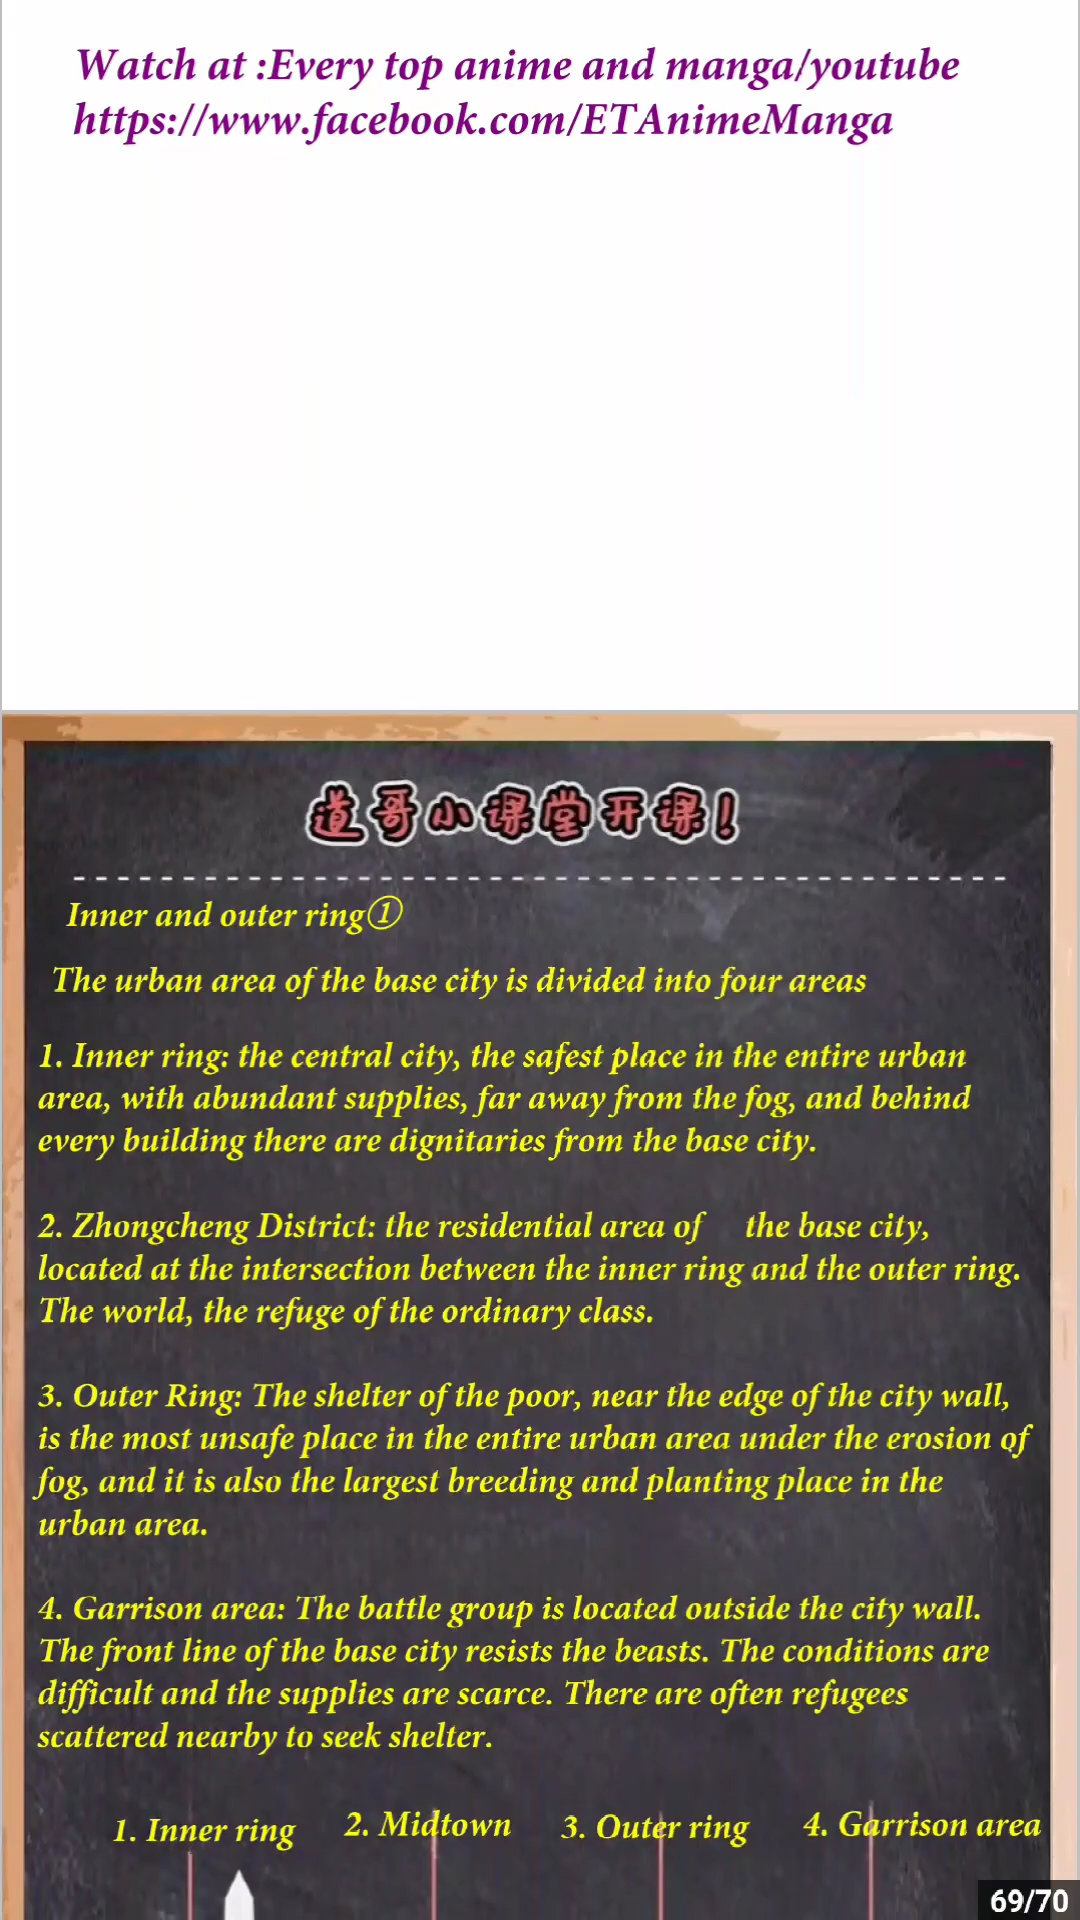 Watch at :Every top anime and manga/youtube
https://www.facebook.com/ETAnimeManga
道哥小课堂开课!
Inner and outer ring①
The urban area of the base city is divided into four areas
1. Inner ring: the central city, the safest place in the entire urban
area, with abundant supplies, far away from the fog, and behind
every building there are dignitaries from the base city.
2. Zhongcheng District: the residential area of the base city,
located at the intersection between the inner ring and the outer ring.
The world, the refuge of the ordinary class.
3. Outer Ring: The shelter of the poor, near the edge of the city wall,
is the most unsafe place in the entire urban area under the erosion of
fog, and it is also the largest breeding and planting place in the
urban area.
4. Garrison area: The battle group is located outside the city wall.
The front line of the base city resists the beasts. The conditions are
difficult and the supplies are scarce. There are often refugees
scattered nearby to seek shelter.
1. Inner ring 2. Midtown 3. Outer ring 4. Garrison area
69/70